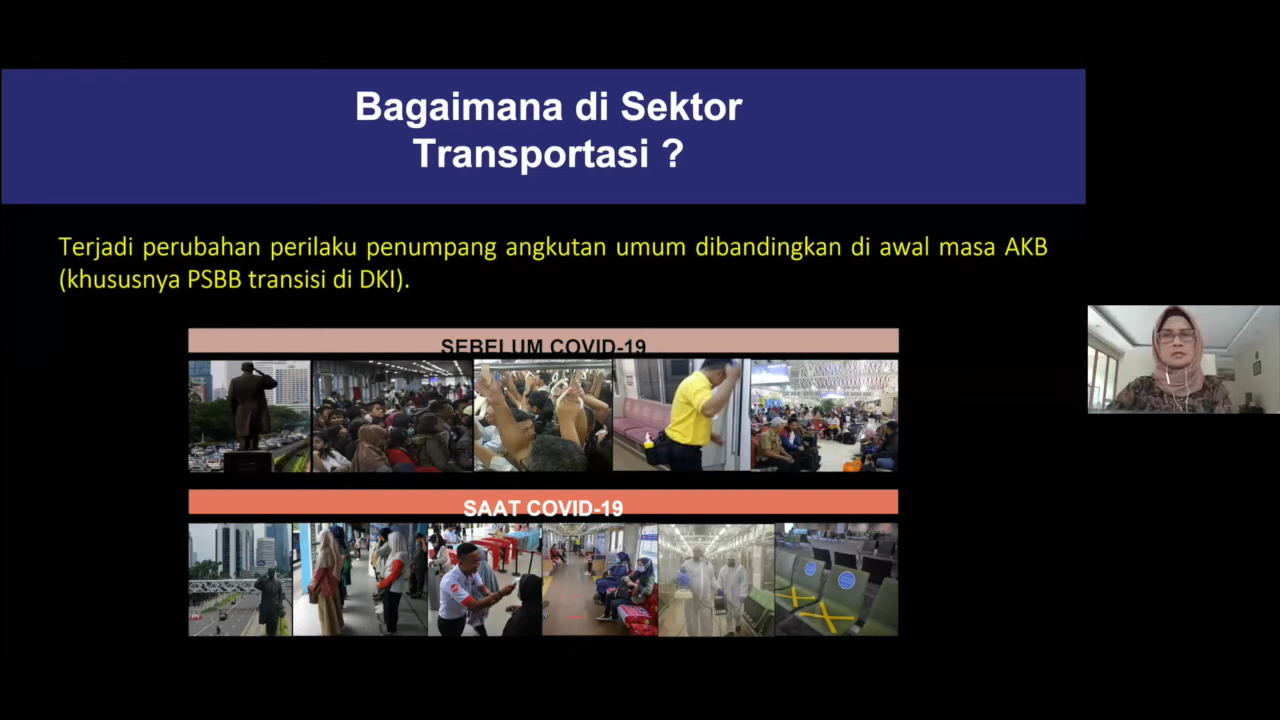 Bagaimana di Sektor
Transportasi ?
Terjadi perubahan perilaku penumpang angkutan umum dibandingkan di awal masa AKB
(khususnya PSBB transisi di DKI).
SEBELUM COVID-19
SAAT COVID-19